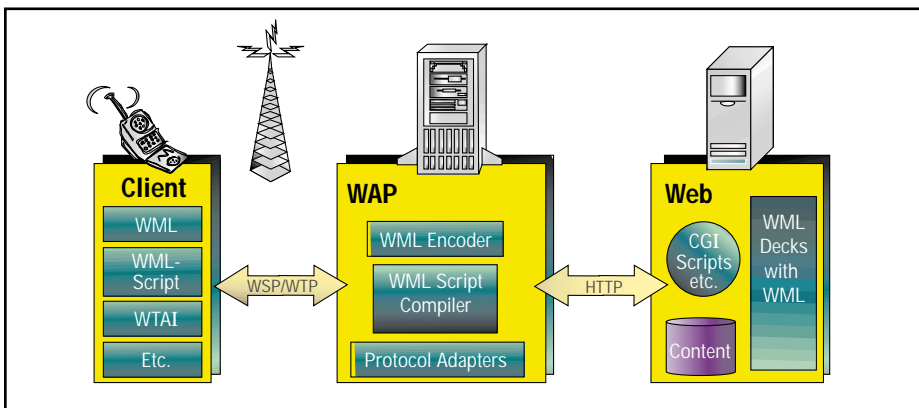 Client
WML
WML-
Script
WTAI
Etc.
WSP/WTP
WAP
WML Encoder
WML Script
Compiler
Protocol Adapters
HTTP
Web
CGI
Scripts
etc.
Content
WML
Decks
with
WML